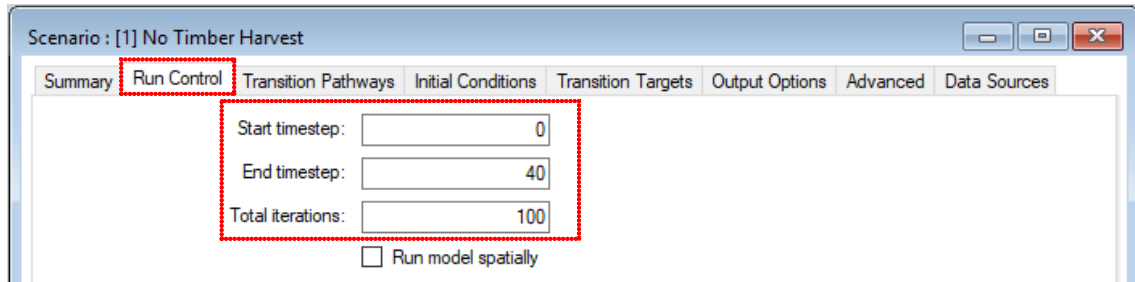 Scenario : [1] No Timber Harvest
Summary Run Control Transition Pathways Initial Conditions Transition Targets Output Options Advanced Data Sources
Start timestep: 0
End timestep: 40
Total iterations: 100
Run model spatially